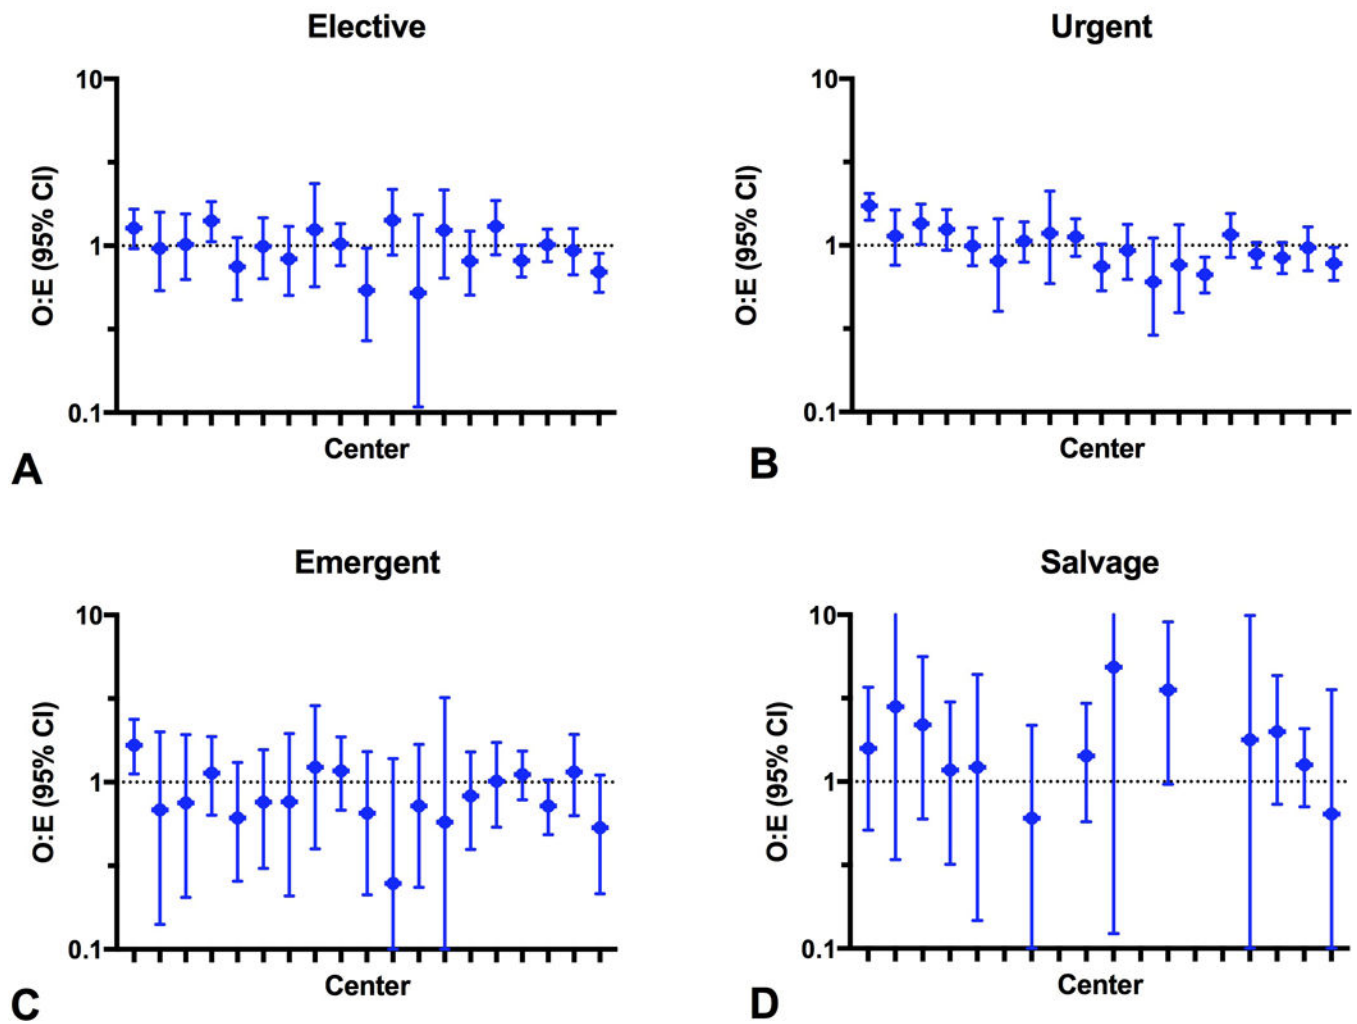 Elective
10
1
0.1
O:E (95% CI)
Center
A
Urgent
10
1
0.1
O:E (95% CI)
Center
B
Emergent
10
1
0.1
O:E (95% CI)
Center
C
Salvage
10
1
0.1
O:E (95% CI)
Center
D